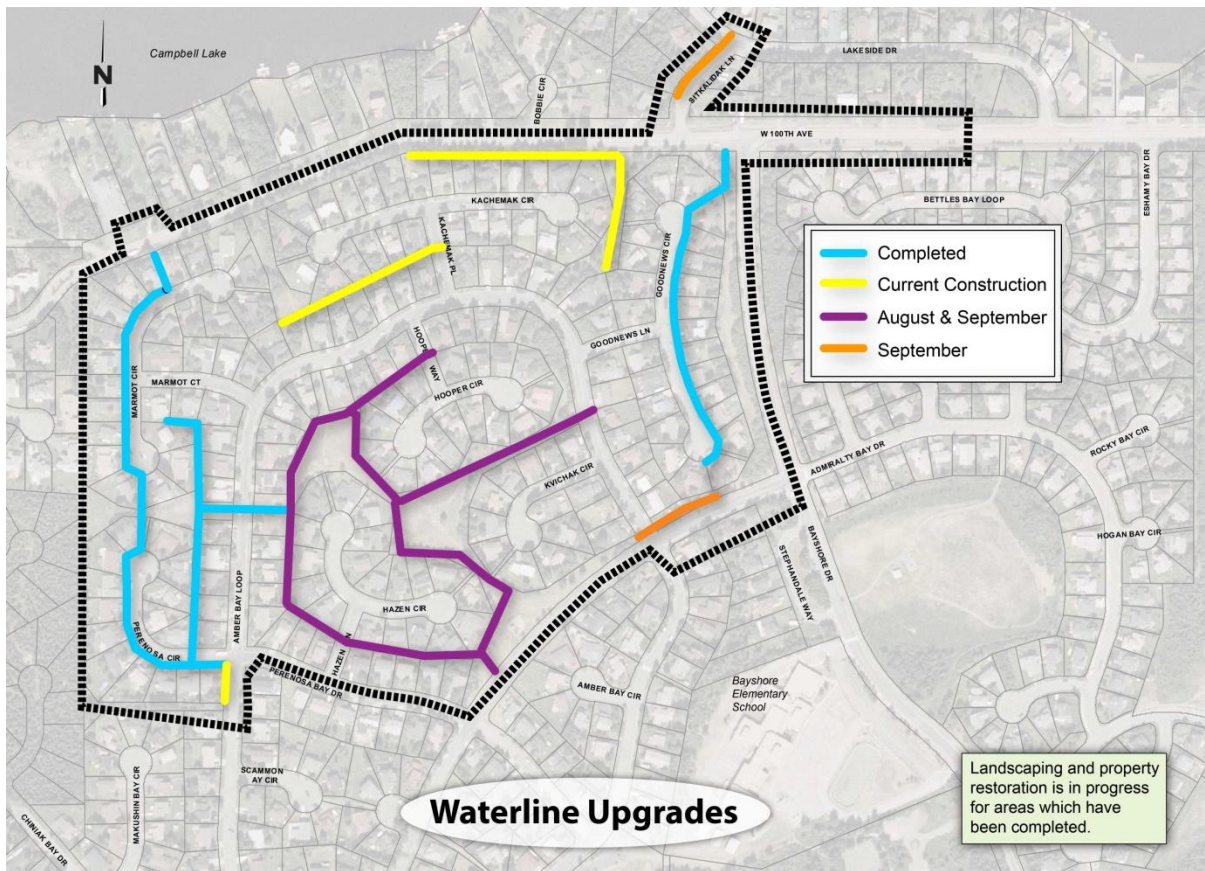 Campbell Lake
N
BOBBIE CIR
SITKALIDAK LN
LAKESIDE DR
W 100TH AVE
ESHAMY BAY DR
KACHEMAK CIR
KACHEMAK PL
GOODNEWS CIR
BETTLES BAY LOOP
Completed
Current Construction
August & September
September
MARMOT CIR
MARMOT CT
HOOPER WAY
HOOPER CIR
GOODNEWS LN
KVICHAK CIR
ADMIRALTY BAY DR
ROCKY BAY CIR
HOGAN BAY CIR
STEPHANDALE WAY
BAYSHORE DR
AMBER BAY LOOP
HAZEN CIR
HAZEN
PERENOSA CIR
PERENOSA BAY DR
AMBER BAY CIR
Bayshore
Elementary
School
SCAMMON
AY CIR
MAKUSHIN BAY CIR
CHINIAK BAY DR
Waterline Upgrades
Landscaping and property
restoration is in progress
for areas which have
been completed.